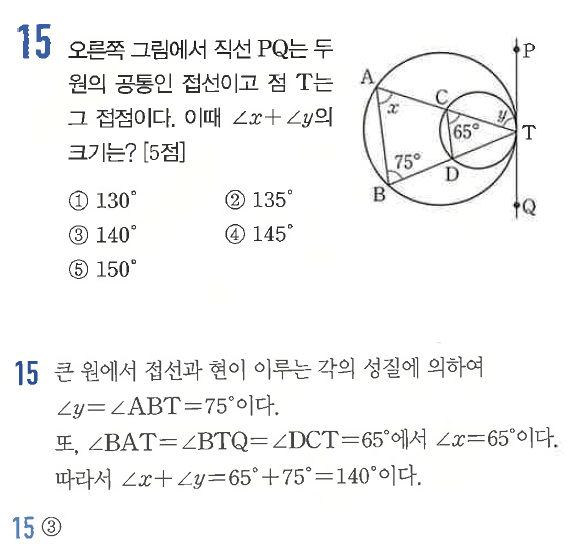 15 오른쪽 그림에서 직선 PQ는 두
원의 공통인 접선이고 점 T는
그 접점이다. 이때 ∠x+∠y의
크기는? [5점]
① 130° ② 135°
③ 140° ④ 145°
⑤ 150°
P
A
C
x
y
65°
T
75°
D
B
Q
15 큰 원에서 접선과 현이 이루는 각의 성질에 의하여
∠y=∠ABT=75°이다.
또, ∠BAT=∠BTQ=∠DCT=65°에서 ∠x=65°이다.
따라서 ∠x+∠y=65°+75°=140°이다.
15 ③